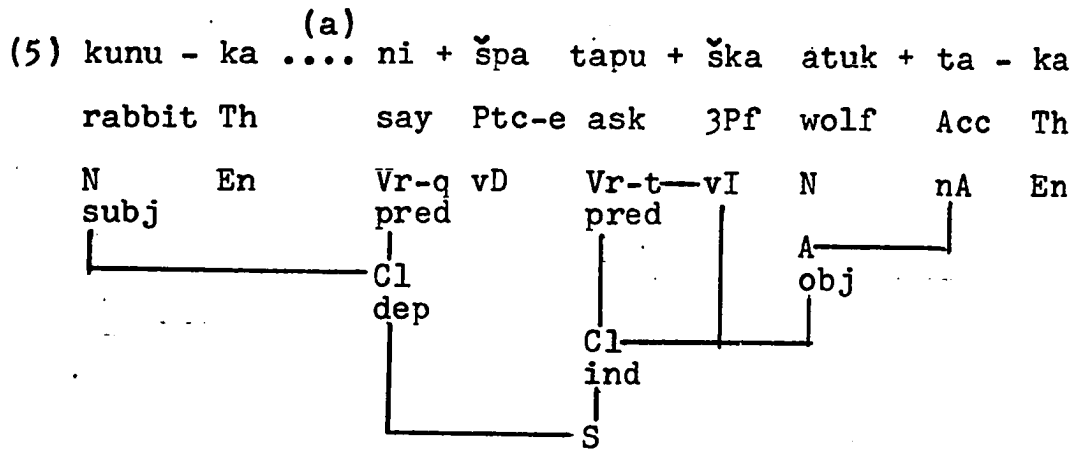 (a)
(5) kunu - ka .... ni + špa tapu + ška atuk + ta - ka
rabbit Th say Ptc-e ask 3Pf wolf Acc Th
N En Vr-q vD Vr-t—vI N nA En
subj pred pred
A
Cl obj
dep
Cl
ind
S